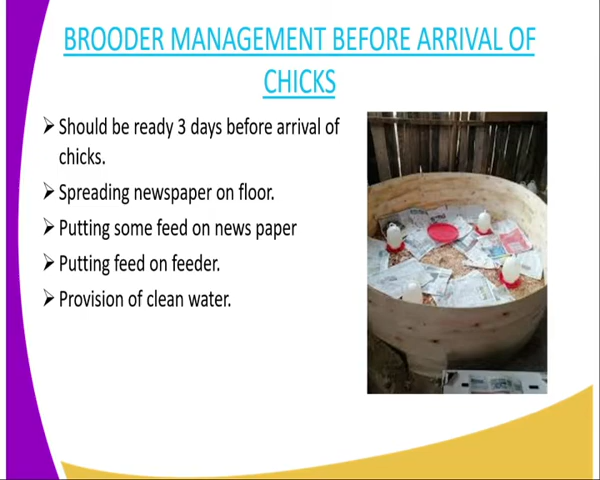 BROODER MANAGEMENT BEFORE ARRIVAL OF
CHICKS
➢ Should be ready 3 days before arrival of
chicks.
➢ Spreading newspaper on floor.
➢ Putting some feed on news paper
➢ Putting feed on feeder.
➢ Provision of clean water.